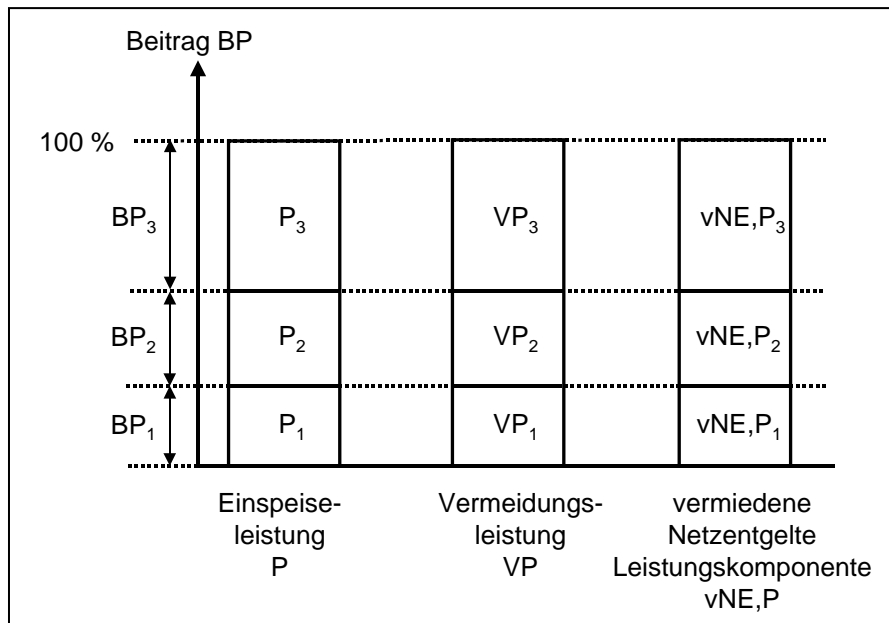 Beitrag BP
100 %
BP₃ P₃ VP₃ vNE,P₃
BP₂ P₂ VP₂ vNE,P₂
BP₁ P₁ VP₁ vNE,P₁
Einspeise-
leistung
P
Vermeidungs-
leistung
VP
vermiedene
Netzentgelte
Leistungskomponente
vNE,P